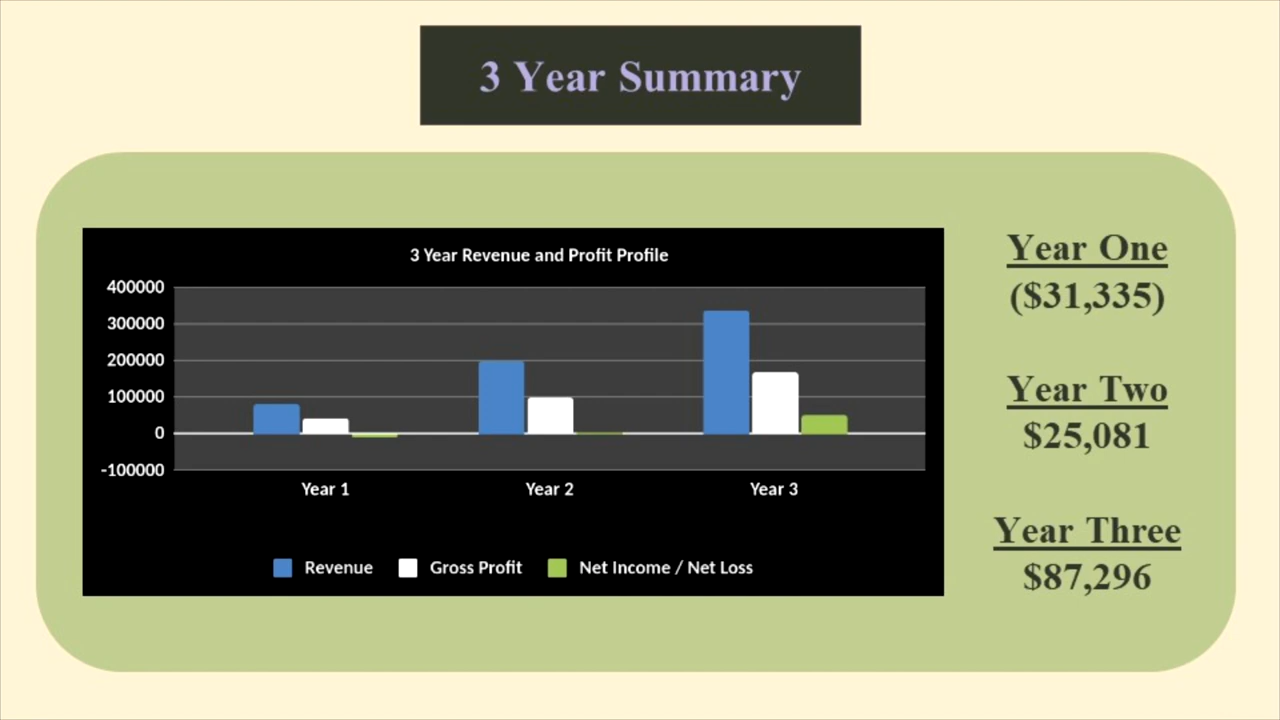 3 Year Summary
3 Year Revenue and Profit Profile
400000
300000
200000
100000
0
-100000
Year 1 Year 2 Year 3
Revenue Gross Profit Net Income / Net Loss
Year One
($31,335)
Year Two
$25,081
Year Three
$87,296